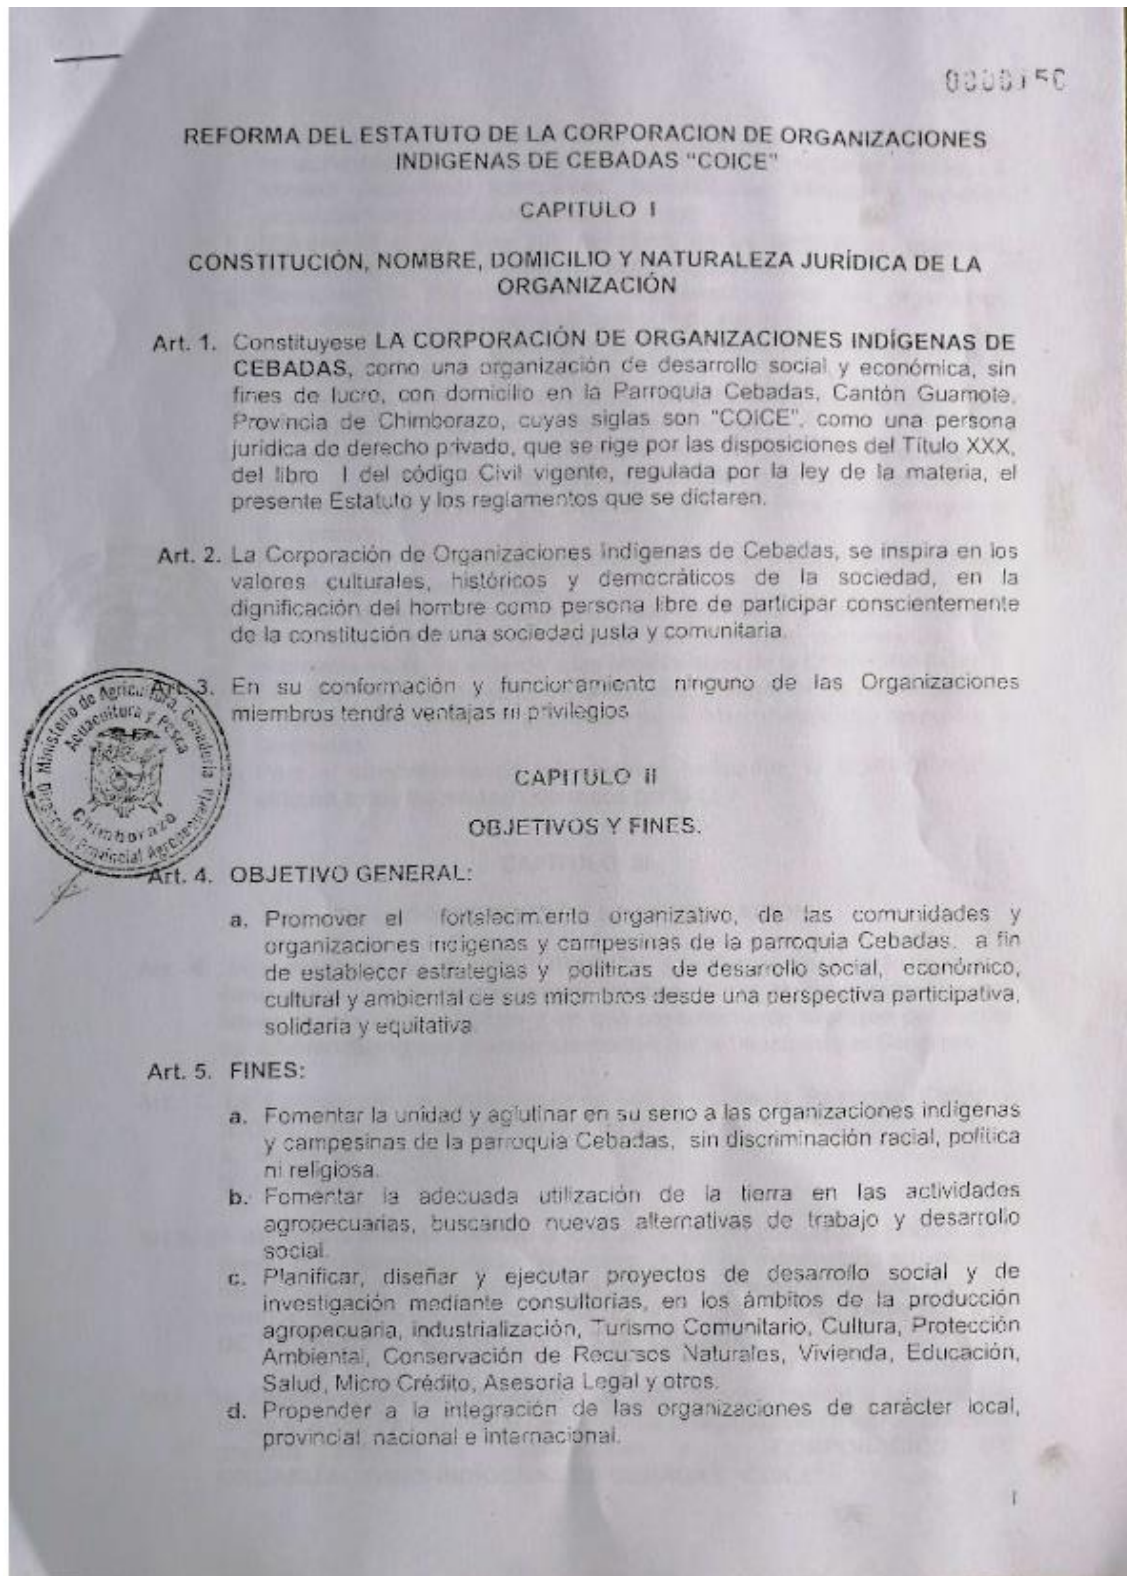 REFORMA DEL ESTATUTO DE LA CORPORACION DE ORGANIZACIONES
INDIGENAS DE CEBADAS "COICE"
CAPITULO I
CONSTITUCIÓN, NOMBRE, DOMICILIO Y NATURALEZA JURÍDICA DE LA
ORGANIZACIÓN
Art. 1. Constituyese LA CORPORACIÓN DE ORGANIZACIONES INDÍGENAS DE
CEBADAS, como una organización de desarrollo social y económica, sin
fines de lucro, con domicilio en la Parroquia Cebadas, Cantón Guamote,
Provincia de Chimborazo, cuyas siglas son "COICE", como una persona
jurídica de derecho privado, que se rige por las disposiciones del Título XXX,
del libro I del código Civil vigente, regulada por la ley de la materia, el
presente Estatuto y los reglamentos que se dictaren.
Art. 2. La Corporación de Organizaciones Indígenas de Cebadas, se inspira en los
valores culturales, históricos y democráticos de la sociedad, en la
dignificación del hombre como persona libre de participar conscientemente
de la constitución de una sociedad justa y comunitaria.
Art. 3. En su conformación y funcionamiento ninguno de las Organizaciones
miembros tendrá ventajas ni privilegios
Ministerio de Agricultura, Ganadería
Acuacultura y Pesca
Chimborazo
Dirección Provincial Agropecuaria
CAPITULO II
OBJETIVOS Y FINES.
Art. 4. OBJETIVO GENERAL:
a. Promover el fortalecimiento organizativo, de las comunidades y
organizaciones indígenas y campesinas de la parroquia Cebadas, a fin
de establecer estrategias y políticas de desarrollo social, económico,
cultural y ambiental de sus miembros desde una perspectiva participativa,
solidaria y equitativa.
Art. 5. FINES:
a. Fomentar la unidad y aglutinar en su seno a las organizaciones indígenas
y campesinas de la parroquia Cebadas, sin discriminación racial, política
ni religiosa.
b. Fomentar la adecuada utilización de la tierra en las actividades
agropecuarias, buscando nuevas alternativas de trabajo y desarrollo
social.
c. Planificar, diseñar y ejecutar proyectos de desarrollo social y de
investigación mediante consultorías, en los ámbitos de la producción
agropecuaria, industrialización, Turismo Comunitario, Cultura, Protección
Ambiental, Conservación de Recursos Naturales, Vivienda, Educación,
Salud, Micro Crédito, Asesoría Legal y otros.
d. Propender a la integración de las organizaciones de carácter local,
provincial, nacional e internacional.
1